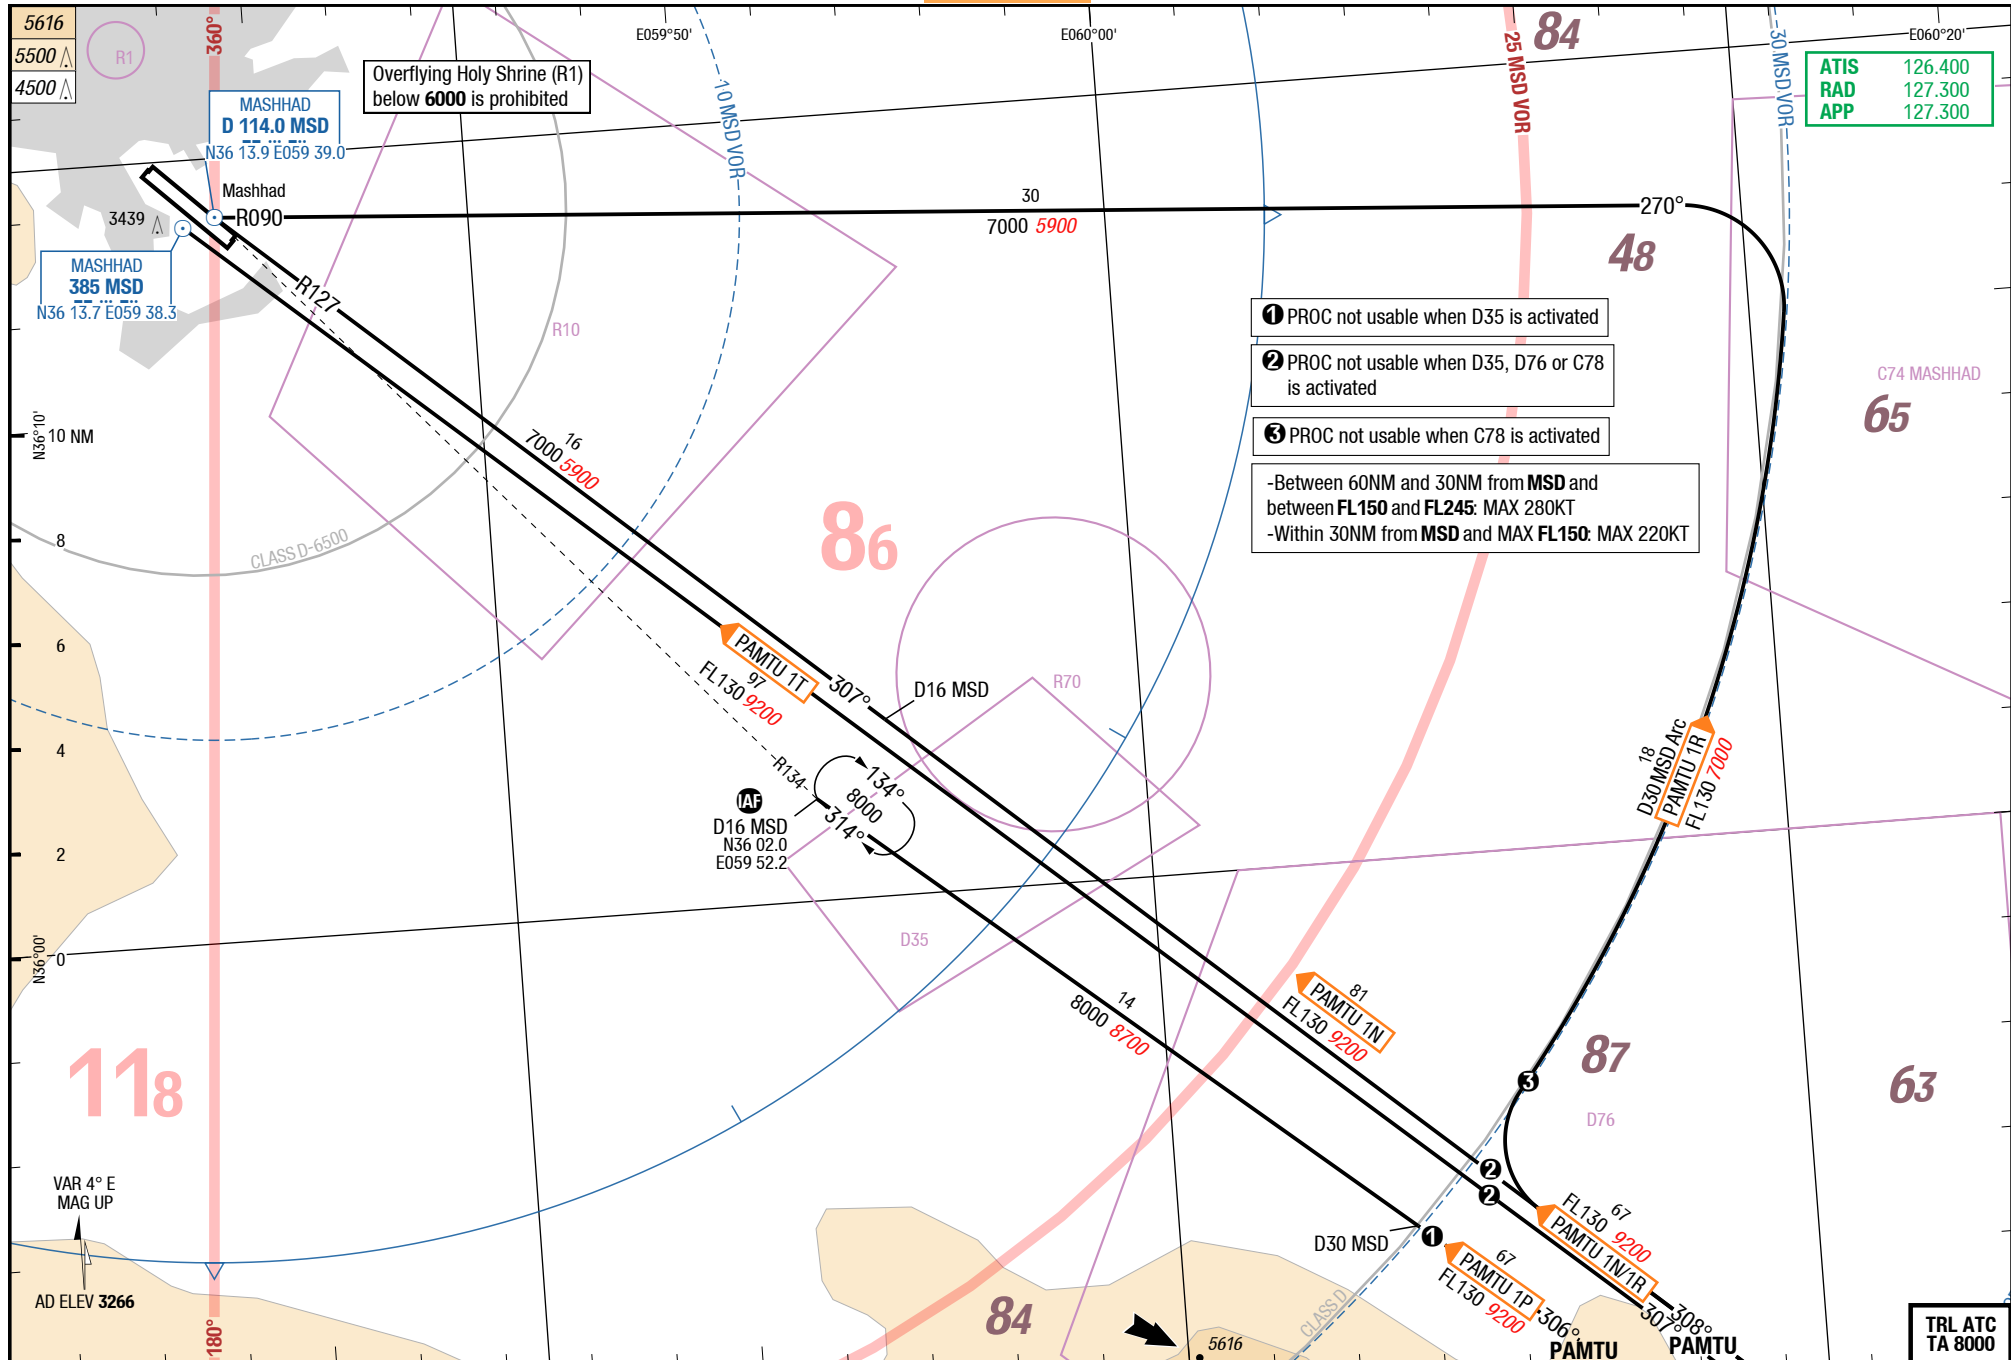 5616
5500
4500
R1
360°
MASHHAD
D 114.0 MSD
N36 13.9 E059 39.0
Overflying Holy Shrine (R1)
below 6000 is prohibited
E059°50'
10 MSD VOR
E060°00'
25 MSD VOR
84
30 MSD VOR
E060°20'
ATIS 126.400
RAD 127.300
APP 127.300
Mashhad
R090
3439
30
7000 5900
270°
48
MASHHAD
385 MSD
N36 13.7 E059 38.3
R127
R10
1 PROC not usable when D35 is activated
2 PROC not usable when D35, D76 or C78
is activated
3 PROC not usable when C78 is activated
-Between 60NM and 30NM from MSD and
between FL150 and FL245: MAX 280KT
-Within 30NM from MSD and MAX FL150: MAX 220KT
C74 MASHHAD
65
N36°10'
10 NM
8
6
4
2
0
N36°00'
16
7000 5900
CLASS D-6500
86
PAMTU 1T
97
FL130 9200
307°
D16 MSD
R70
R134
134°
8000
314°
IAF
D16 MSD
N36 02.0
E059 52.2
D35
18
D30 MSD Arc
PAMTU 1R
FL130 7000
14
8000 8700
81
PAMTU 1N
FL130 9200
118
87
63
D76
3
2
2
1
VAR 4° E
MAG UP
AD ELEV 3266
180°
D30 MSD
67
FL130 9200
PAMTU 1N/1R
67
PAMTU 1P
FL130 9200
306°
307°
308°
PAMTU
PAMTU
84
5616
CLASS D
TRL ATC
TA 8000